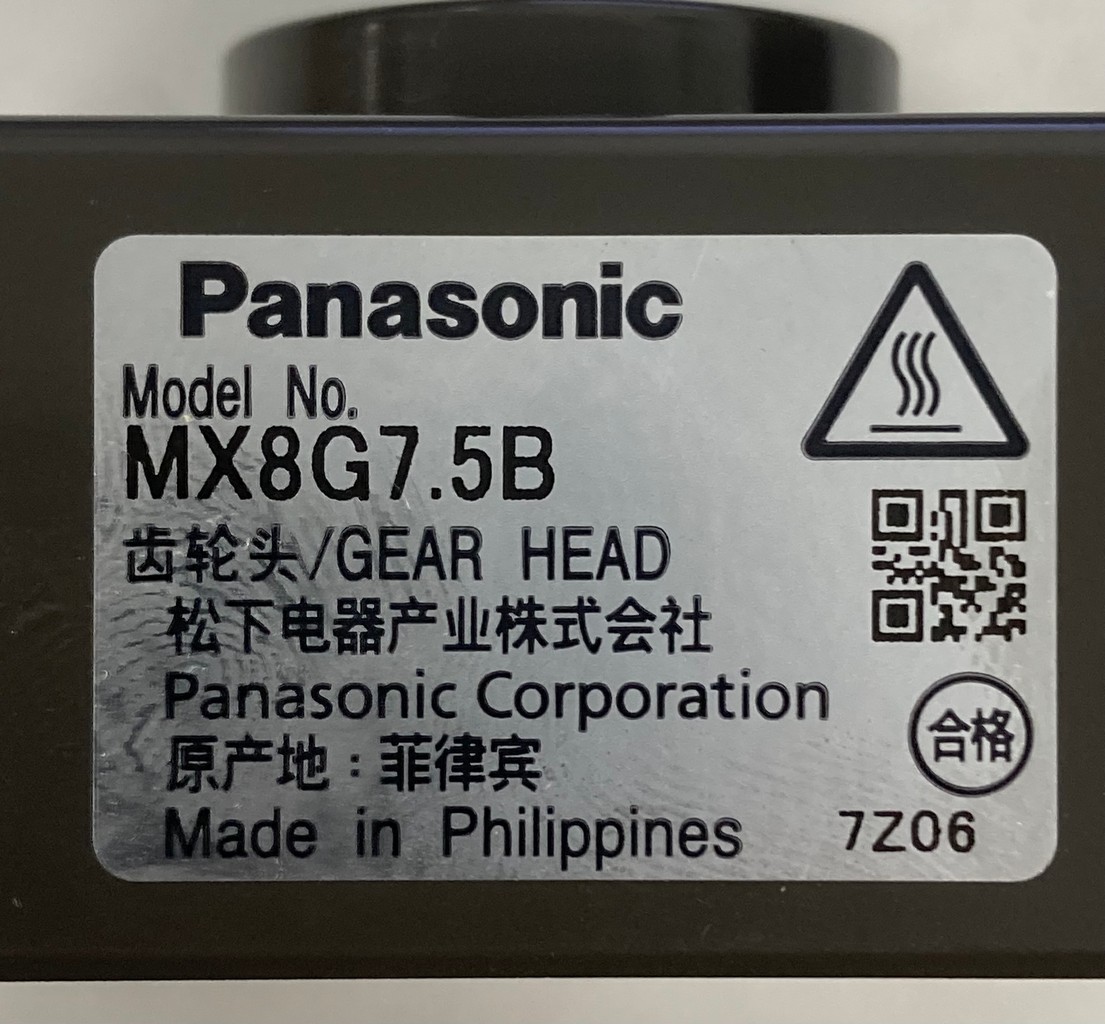 Panasonic
Model No.
MX8G7.5B
齿轮头/GEAR HEAD
松下电器产业株式会社
Panasonic Corporation
合格
原产地：菲律宾
Made in Philippines
7Z06